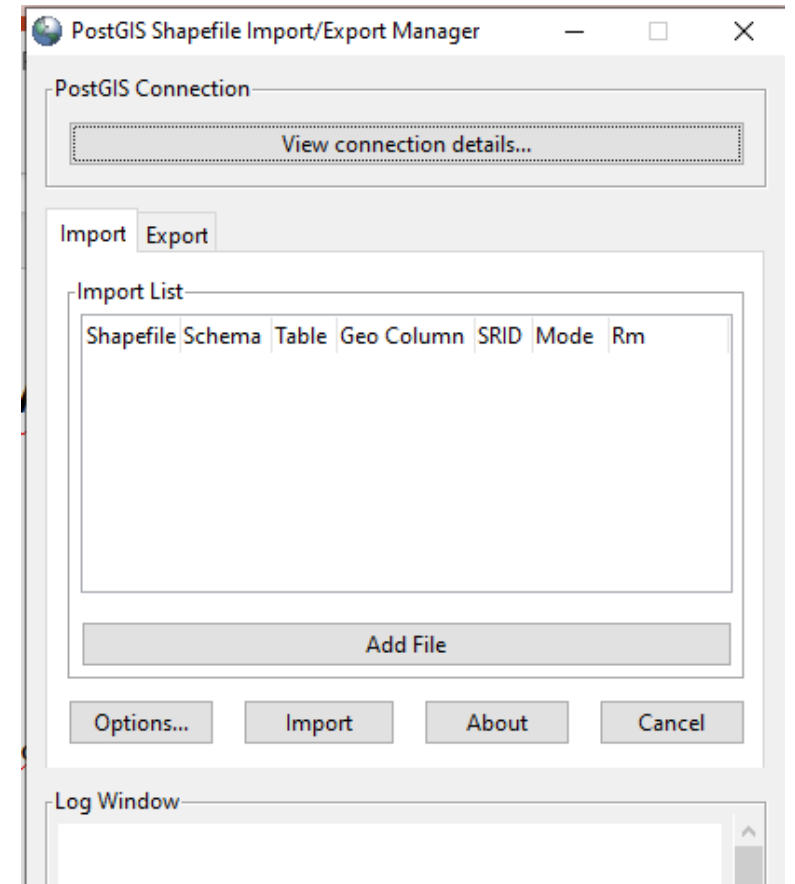 PostGIS Shapefile Import/Export Manager
PostGIS Connection
View connection details...
Import Export
Import List
Shapefile Schema Table Geo Column SRID Mode Rm
Add File
Options... Import About Cancel
Log Window